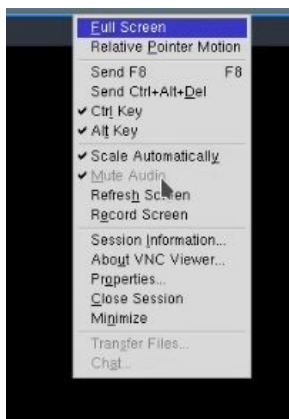 Full Screen
Relative Pointer Motion
Send F8 F8
Send Ctrl+Alt+Del
Ctrl Key
Alt Key
Scale Automatically
Mute Audio
Refresh Screen
Record Screen
Session Information...
About VNC Viewer...
Properties...
Close Session
Minimize
Transfer Files...
Chat...